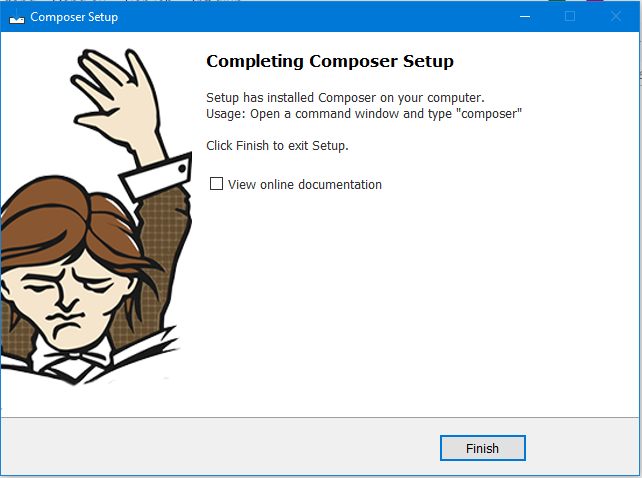 Composer Setup
Completing Composer Setup
Setup has installed Composer on your computer.
Usage: Open a command window and type "composer"
Click Finish to exit Setup.
View online documentation
Finish